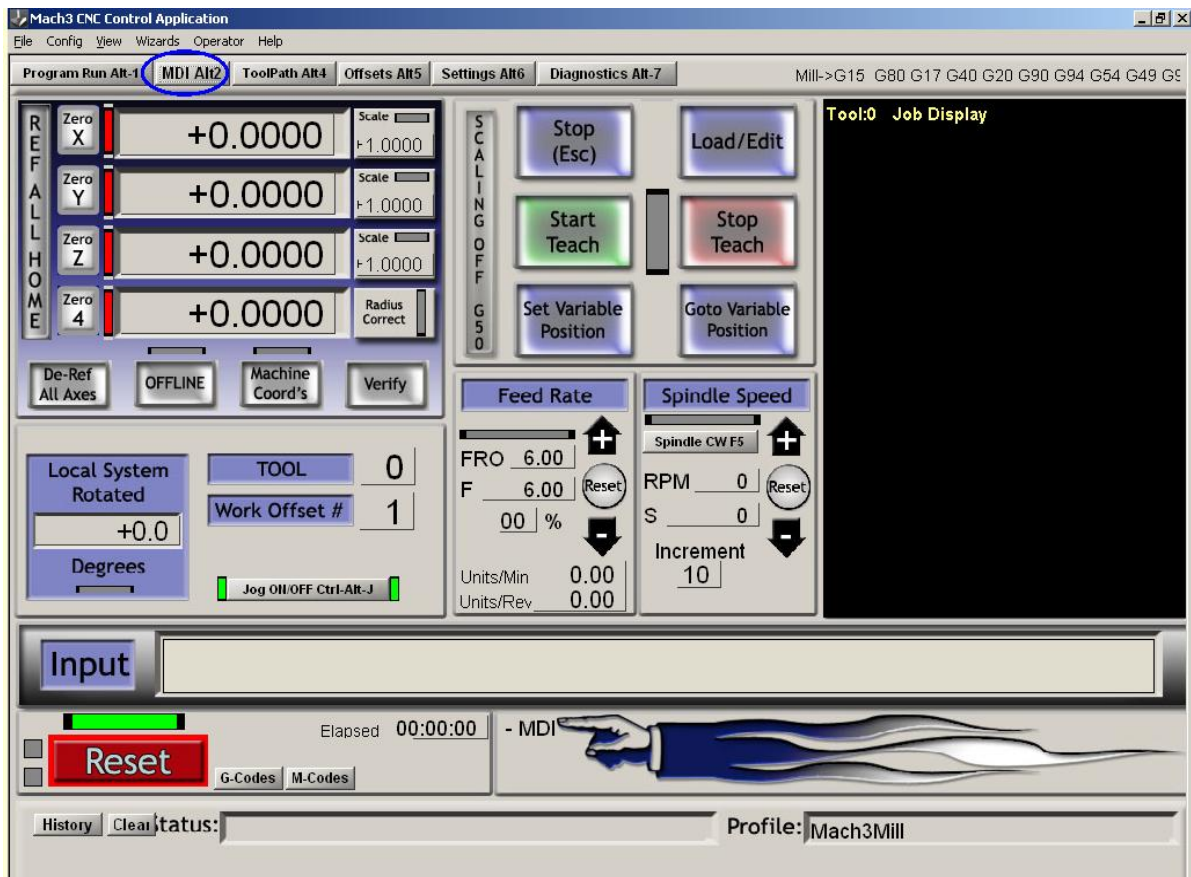 Mach3 CNC Control Application
File Config View Wizards Operator Help
Program Run Alt-1 MDI Alt2 ToolPath Alt4 Offsets Alt5 Settings Alt6 Diagnostics Alt-7
Mill->G15 G80 G17 G40 G20 G90 G94 G54 G49 G9
REF ALL HOME
Zero X
+0.0000
Scale
+1.0000
Zero Y
+0.0000
Scale
+1.0000
Zero Z
+0.0000
Scale
+1.0000
Zero 4
+0.0000
Radius
Correct
De-Ref
All Axes
OFFLINE
Machine
Coord's
Verify
SCALING OFF G50
Stop
(Esc)
Load/Edit
Start
Teach
Stop
Teach
Set Variable
Position
Goto Variable
Position
Tool:0 Job Display
Local System
Rotated
+0.0
Degrees
TOOL 0
Work Offset # 1
Jog ON/OFF Ctrl-Alt-J
Feed Rate
FRO 6.00
F 6.00
Reset
00 %
Units/Min 0.00
Units/Rev 0.00
Spindle Speed
Spindle CW F5
RPM 0
S 0
Reset
Increment
10
Input
Reset
Elapsed 00:00:00
G-Codes M-Codes
- MDI
History Clear
Status:
Profile: Mach3Mill